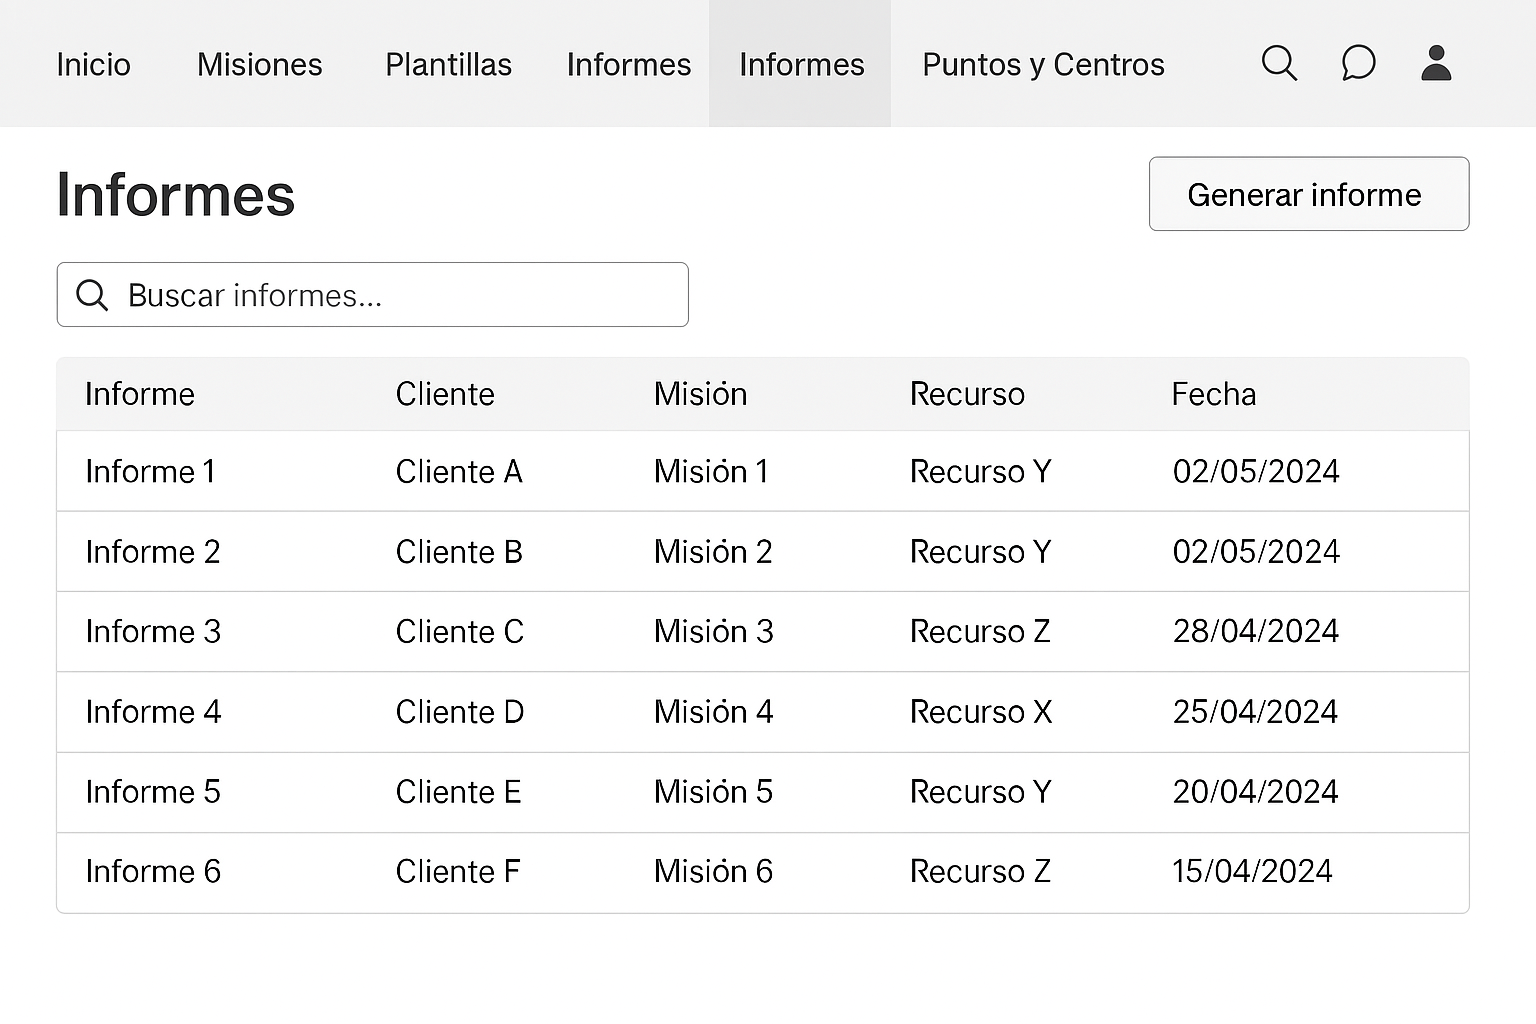 Inicio Misiones Plantillas Informes Informes Puntos y Centros
Informes
Generar informe
Buscar informes...
Informe Cliente Misión Recurso Fecha
Informe 1 Cliente A Misión 1 Recurso Y 02/05/2024
Informe 2 Cliente B Misión 2 Recurso Y 02/05/2024
Informe 3 Cliente C Misión 3 Recurso Z 28/04/2024
Informe 4 Cliente D Misión 4 Recurso X 25/04/2024
Informe 5 Cliente E Misión 5 Recurso Y 20/04/2024
Informe 6 Cliente F Misión 6 Recurso Z 15/04/2024